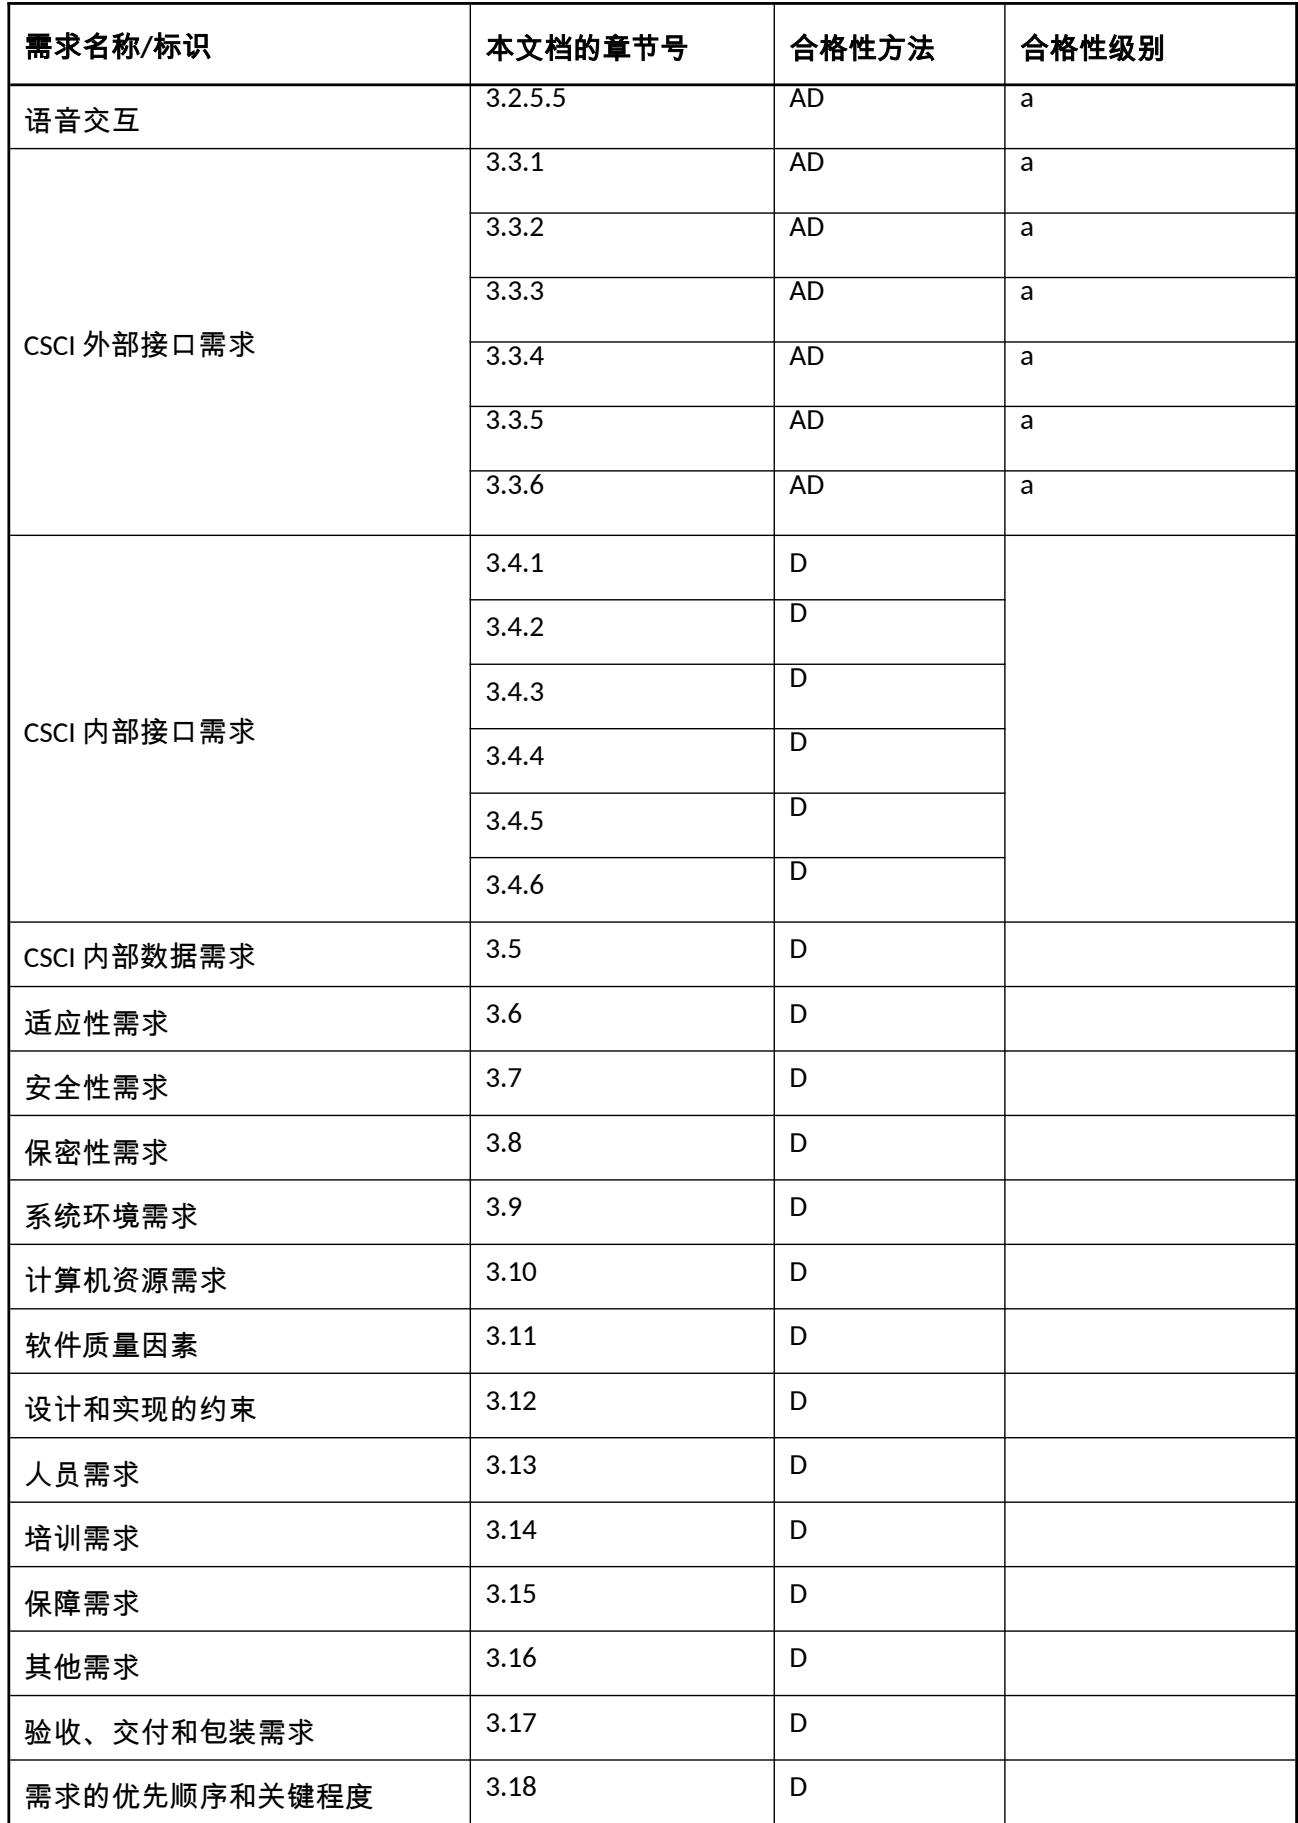 需求名称/标识 本文档的章节号 合格性方法 合格性级别
语音交互 3.2.5.5 AD a
CSCI 外部接口需求 3.3.1 AD a
3.3.2 AD a
3.3.3 AD a
3.3.4 AD a
3.3.5 AD a
3.3.6 AD a
CSCI 内部接口需求 3.4.1 D
3.4.2 D
3.4.3 D
3.4.4 D
3.4.5 D
3.4.6 D
CSCI 内部数据需求 3.5 D
适应性需求 3.6 D
安全性需求 3.7 D
保密性需求 3.8 D
系统环境需求 3.9 D
计算机资源需求 3.10 D
软件质量因素 3.11 D
设计和实现的约束 3.12 D
人员需求 3.13 D
培训需求 3.14 D
保障需求 3.15 D
其他需求 3.16 D
验收、交付和包装需求 3.17 D
需求的优先顺序和关键程度 3.18 D